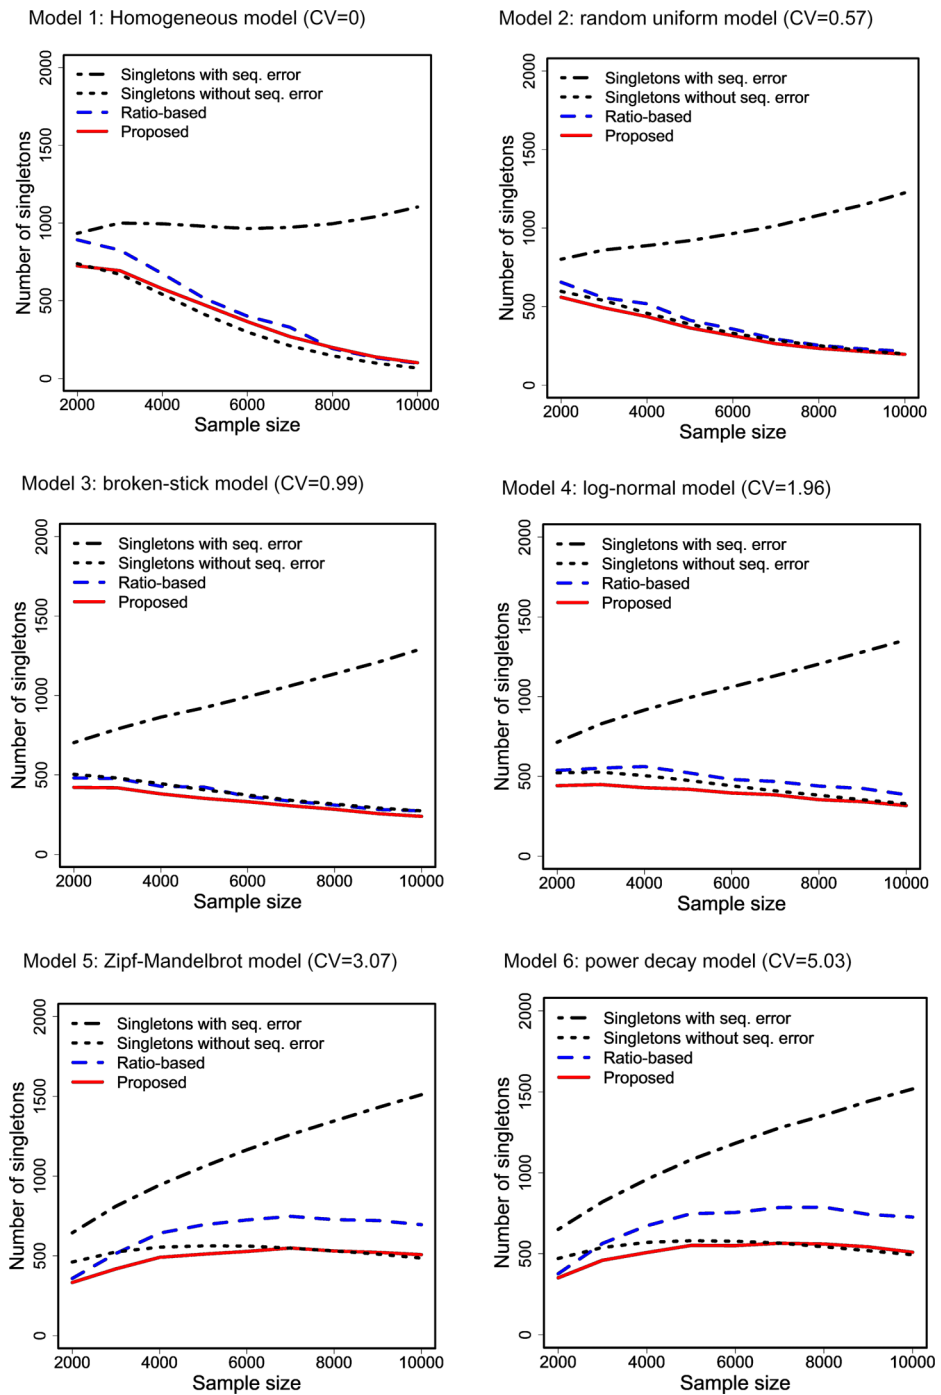 Model 1: Homogeneous model (CV=0)
Number of singletons
2000
1500
1000
500
0
Singletons with seq. error
Singletons without seq. error
Ratio-based
Proposed
2000 4000 6000 8000 10000
Sample size
Model 2: random uniform model (CV=0.57)
Number of singletons
2000
1500
1000
500
0
Singletons with seq. error
Singletons without seq. error
Ratio-based
Proposed
2000 4000 6000 8000 10000
Sample size
Model 3: broken-stick model (CV=0.99)
Number of singletons
2000
1500
1000
500
0
Singletons with seq. error
Singletons without seq. error
Ratio-based
Proposed
2000 4000 6000 8000 10000
Sample size
Model 4: log-normal model (CV=1.96)
Number of singletons
2000
1500
1000
500
0
Singletons with seq. error
Singletons without seq. error
Ratio-based
Proposed
2000 4000 6000 8000 10000
Sample size
Model 5: Zipf-Mandelbrot model (CV=3.07)
Number of singletons
2000
1500
1000
500
0
Singletons with seq. error
Singletons without seq. error
Ratio-based
Proposed
2000 4000 6000 8000 10000
Sample size
Model 6: power decay model (CV=5.03)
Number of singletons
2000
1500
1000
500
0
Singletons with seq. error
Singletons without seq. error
Ratio-based
Proposed
2000 4000 6000 8000 10000
Sample size